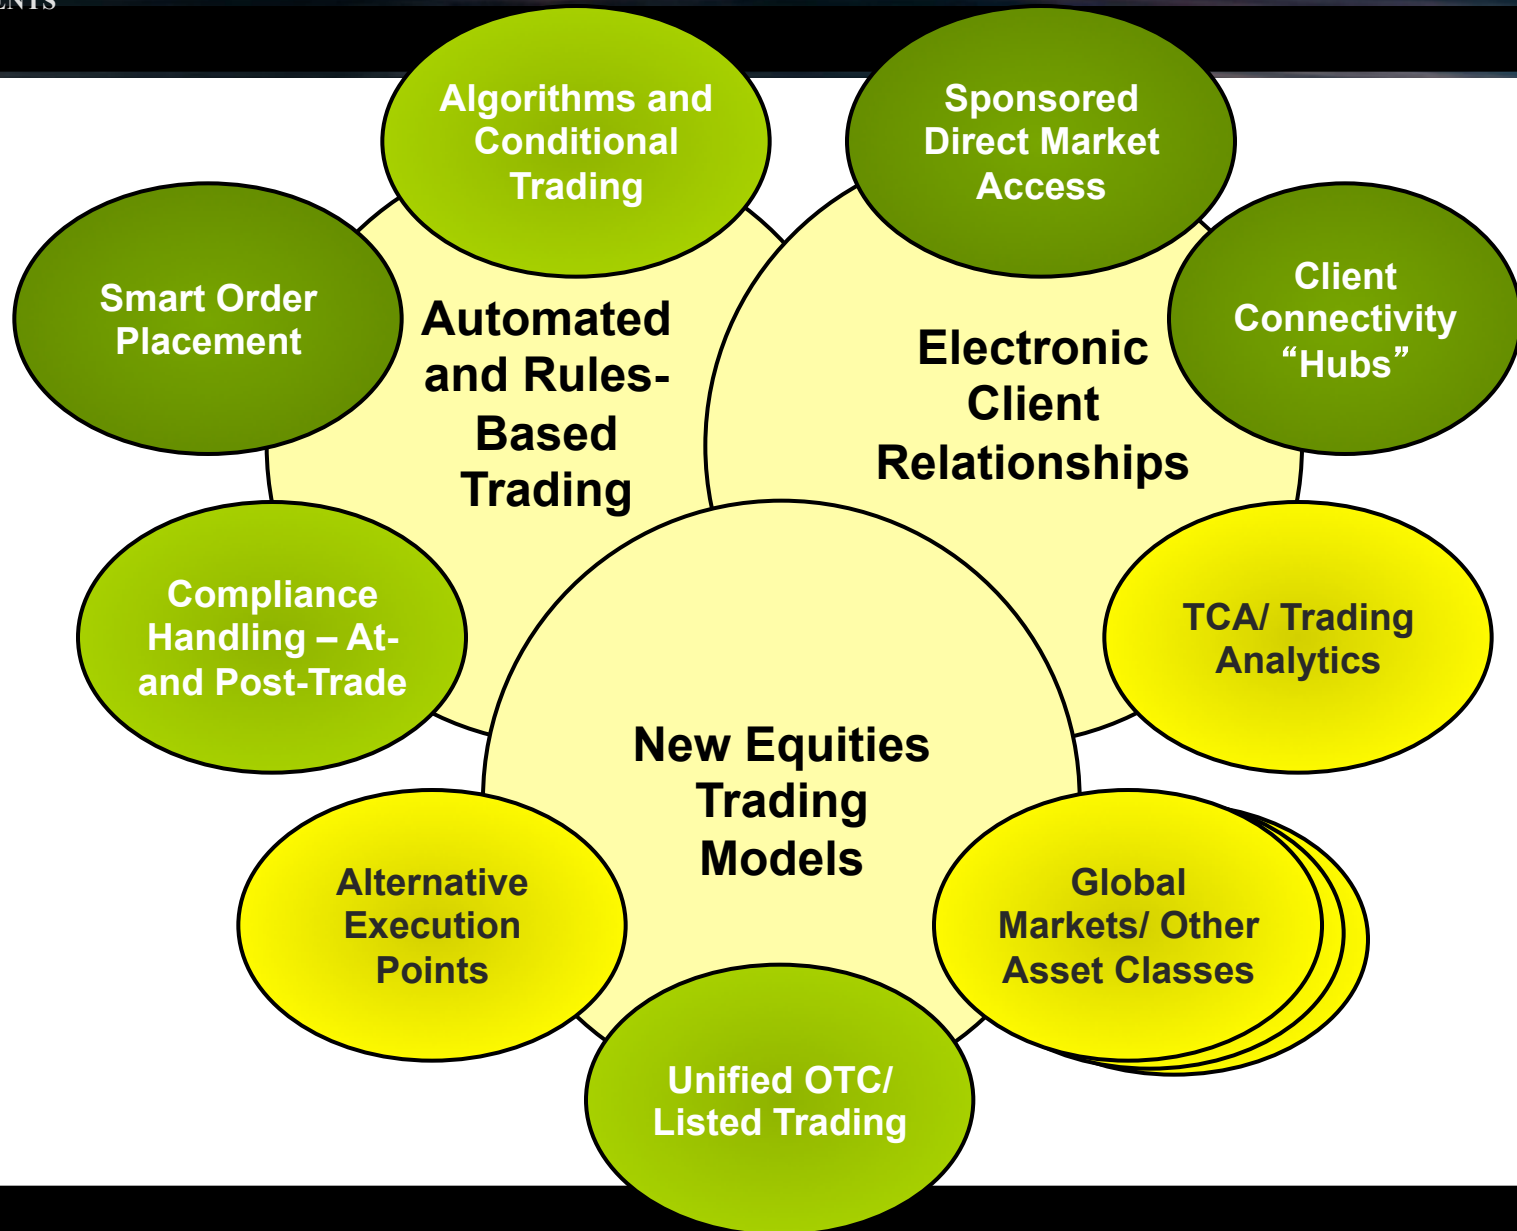 Algorithms and
Conditional
Trading
Sponsored
Direct Market
Access
Smart Order
Placement
Client
Connectivity
“Hubs”
Automated
and Rules-
Based
Trading
Electronic
Client
Relationships
Compliance
Handling – At-
and Post-Trade
TCA/ Trading
Analytics
New Equities
Trading
Models
Alternative
Execution
Points
Global
Markets/ Other
Asset Classes
Unified OTC/
Listed Trading